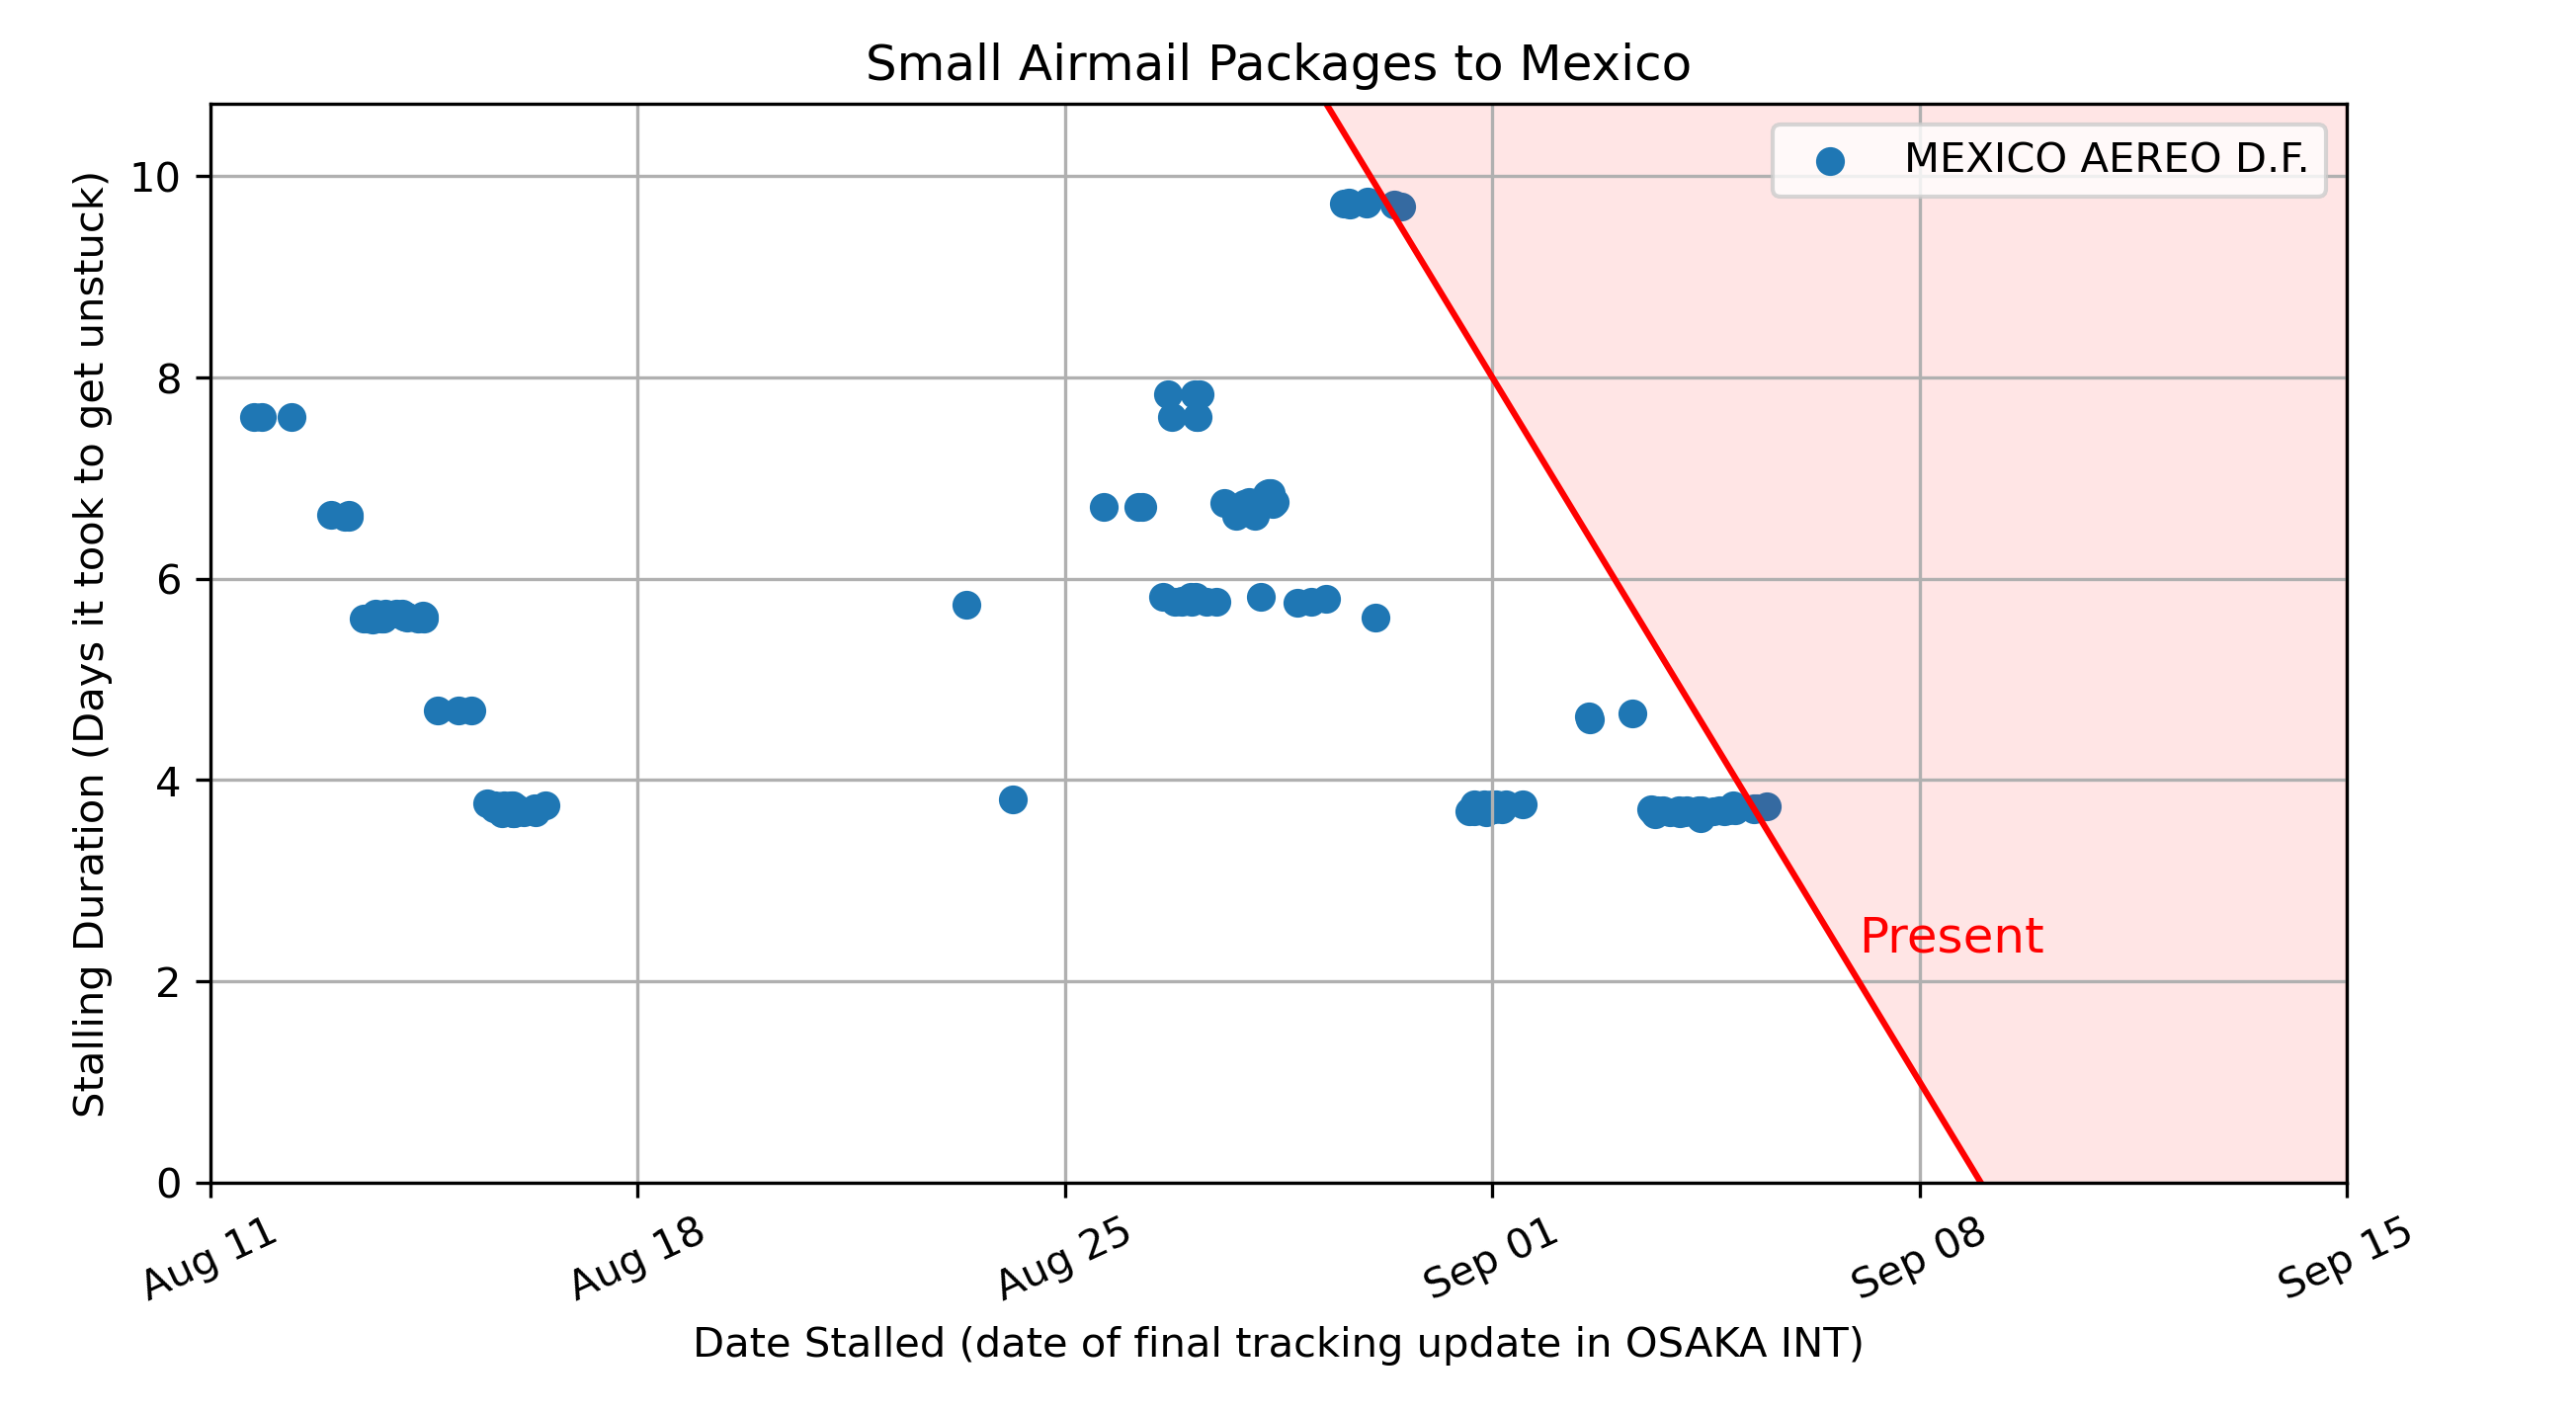 Small Airmail Packages to Mexico
MEXICO AEREO D.F.
Stalling Duration (Days it took to get unstuck)
10
8
6
4
2
0
Present
Aug 11
Aug 18
Aug 25
Sep 01
Sep 08
Sep 15
Date Stalled (date of final tracking update in OSAKA INT)